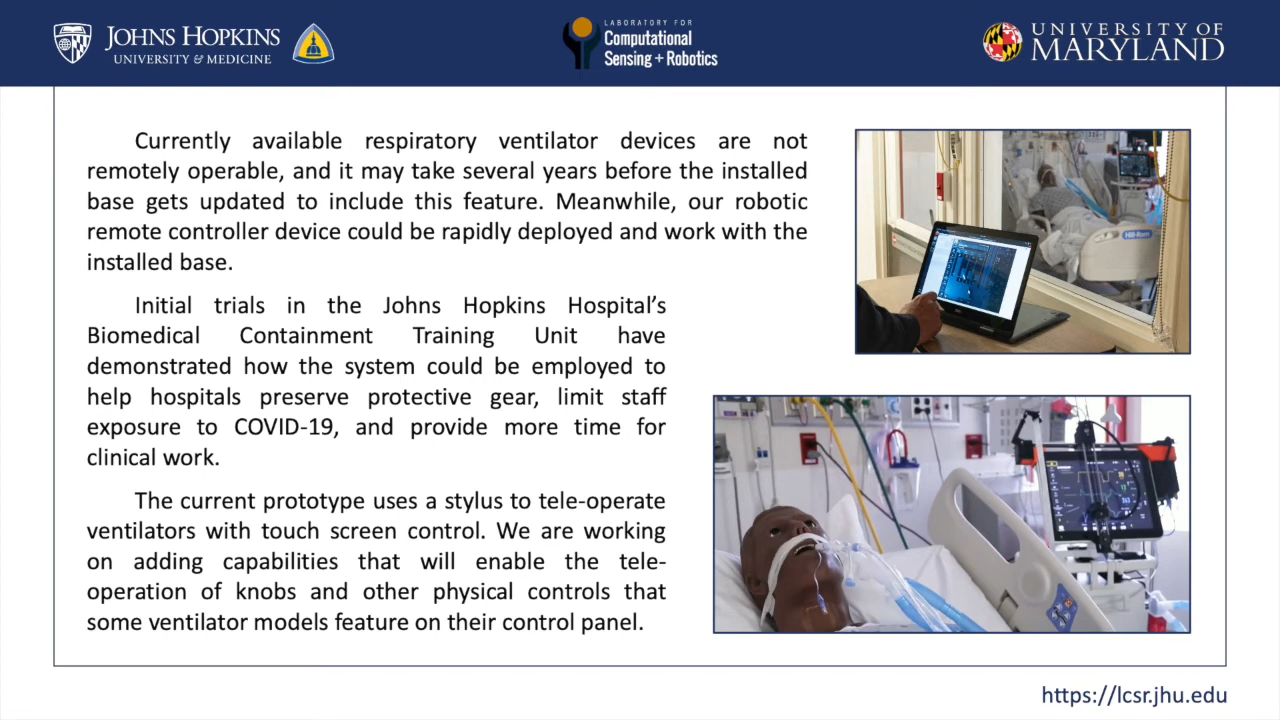 JOHNS HOPKINS
UNIVERSITY & MEDICINE
LABORATORY FOR
Computational
Sensing + Robotics
UNIVERSITY OF
MARYLAND
Currently available respiratory ventilator devices are not
remotely operable, and it may take several years before the installed
base gets updated to include this feature. Meanwhile, our robotic
remote controller device could be rapidly deployed and work with the
installed base.
Initial trials in the Johns Hopkins Hospital’s
Biomedical Containment Training Unit have
demonstrated how the system could be employed to
help hospitals preserve protective gear, limit staff
exposure to COVID-19, and provide more time for
clinical work.
The current prototype uses a stylus to tele-operate
ventilators with touch screen control. We are working
on adding capabilities that will enable the tele-
operation of knobs and other physical controls that
some ventilator models feature on their control panel.
Hill-Rom
https://lcsr.jhu.edu